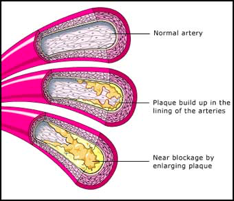 Normal artery
Plaque build up in the
lining of the arteries
Near blockage by
enlarging plaque